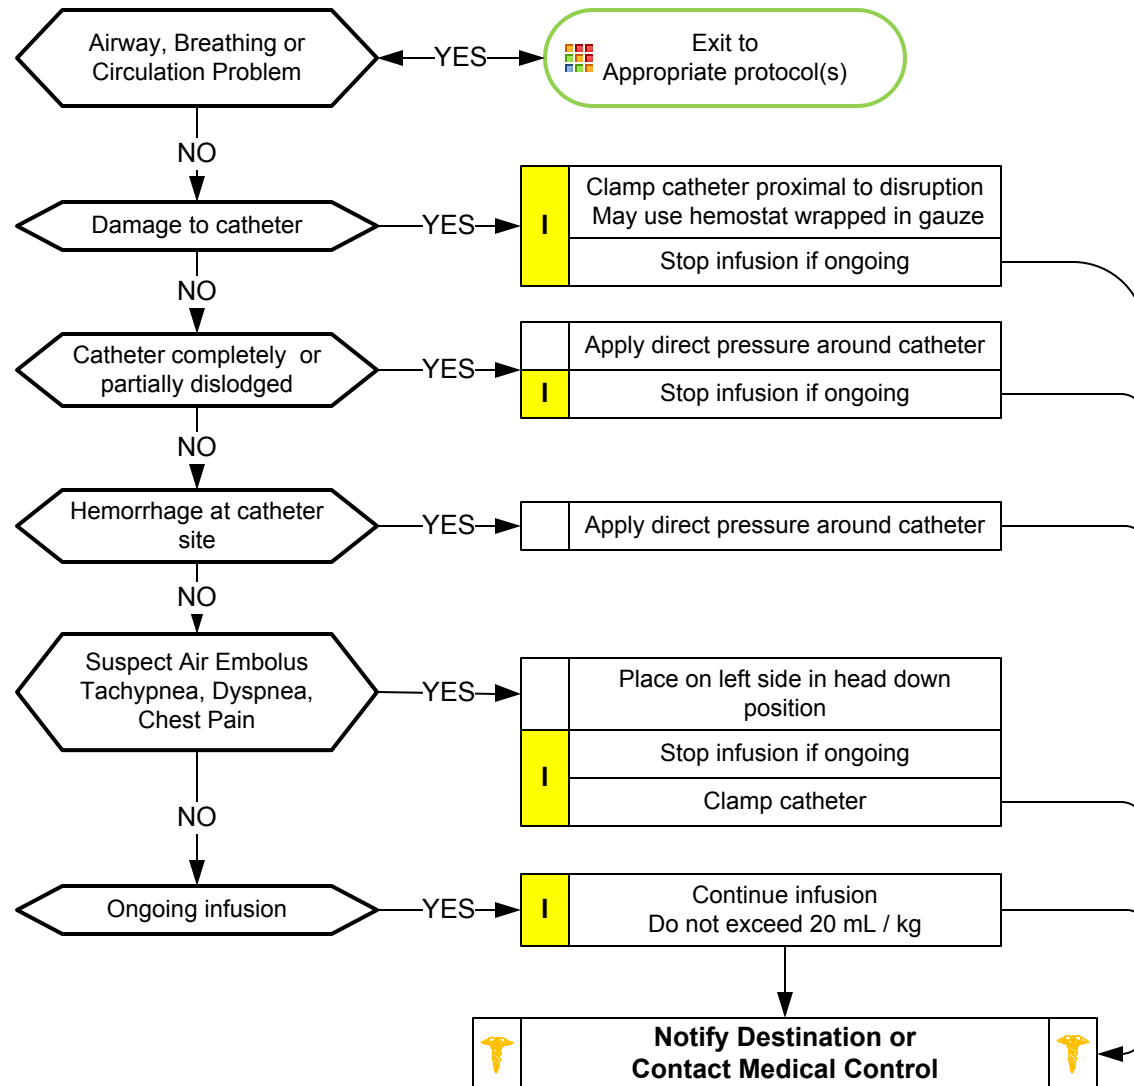 Airway, Breathing or
Circulation Problem
YES
Exit to
Appropriate protocol(s)
NO
Damage to catheter
YES
I
Clamp catheter proximal to disruption
May use hemostat wrapped in gauze
Stop infusion if ongoing
NO
Catheter completely or
partially dislodged
YES
Apply direct pressure around catheter
I
Stop infusion if ongoing
NO
Hemorrhage at catheter
site
YES
Apply direct pressure around catheter
NO
Suspect Air Embolus
Tachypnea, Dyspnea,
Chest Pain
YES
Place on left side in head down
position
I
Stop infusion if ongoing
Clamp catheter
NO
Ongoing infusion
YES
I
Continue infusion
Do not exceed 20 mL / kg
Notify Destination or
Contact Medical Control